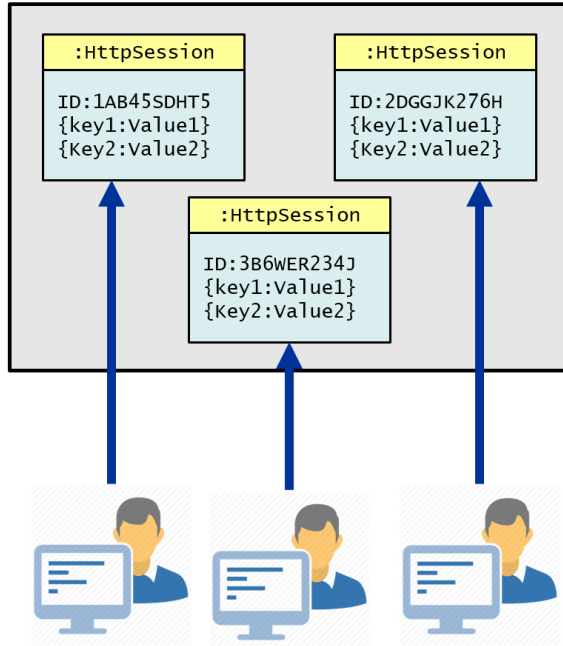 :HttpSession
ID:1AB45SDHT5
{key1:Value1}
{Key2:Value2}
:HttpSession
ID:2DGGJK276H
{key1:Value1}
{Key2:Value2}
:HttpSession
ID:3B6WER234J
{key1:Value1}
{Key2:Value2}